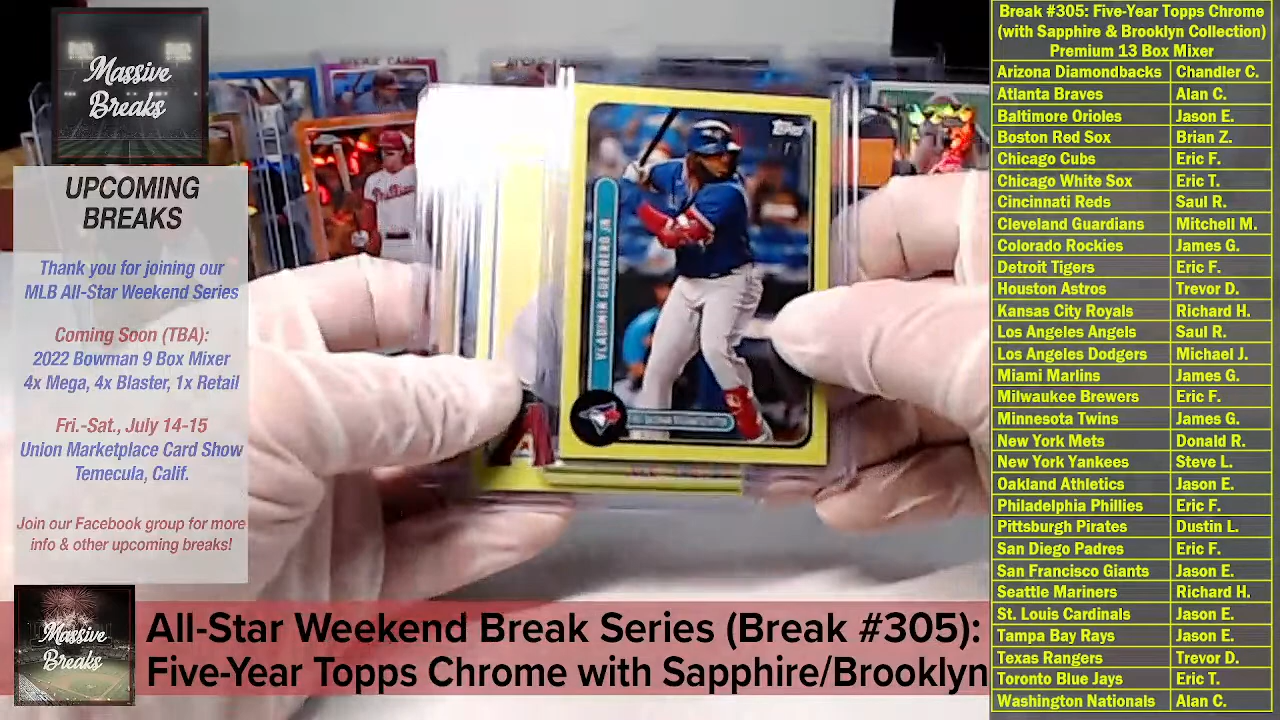 Massive
Breaks
UPCOMING
BREAKS
Thank you for joining our
MLB All-Star Weekend Series
Coming Soon (TBA):
2022 Bowman 9 Box Mixer
4x Mega, 4x Blaster, 1x Retail
Fri.-Sat., July 14-15
Union Marketplace Card Show
Temecula, Calif.
Join our Facebook group for more
info & other upcoming breaks!
Massive
Breaks
Topps
VLADIMIR GUERRERO JR
Phillies
A
All-Star Weekend Break Series (Break #305):
Five-Year Topps Chrome with Sapphire/Brooklyn
Break #305: Five-Year Topps Chrome
(with Sapphire & Brooklyn Collection)
Premium 13 Box Mixer
Arizona Diamondbacks Chandler C.
Atlanta Braves Alan C.
Baltimore Orioles Jason E.
Boston Red Sox Brian Z.
Chicago Cubs Eric F.
Chicago White Sox Eric T.
Cincinnati Reds Saul R.
Cleveland Guardians Mitchell M.
Colorado Rockies James G.
Detroit Tigers Eric F.
Houston Astros Trevor D.
Kansas City Royals Richard H.
Los Angeles Angels Saul R.
Los Angeles Dodgers Michael J.
Miami Marlins James G.
Milwaukee Brewers Eric F.
Minnesota Twins James G.
New York Mets Donald R.
New York Yankees Steve L.
Oakland Athletics Jason E.
Philadelphia Phillies Eric F.
Pittsburgh Pirates Dustin L.
San Diego Padres Eric F.
San Francisco Giants Jason E.
Seattle Mariners Richard H.
St. Louis Cardinals Jason E.
Tampa Bay Rays Jason E.
Texas Rangers Trevor D.
Toronto Blue Jays Eric T.
Washington Nationals Alan C.